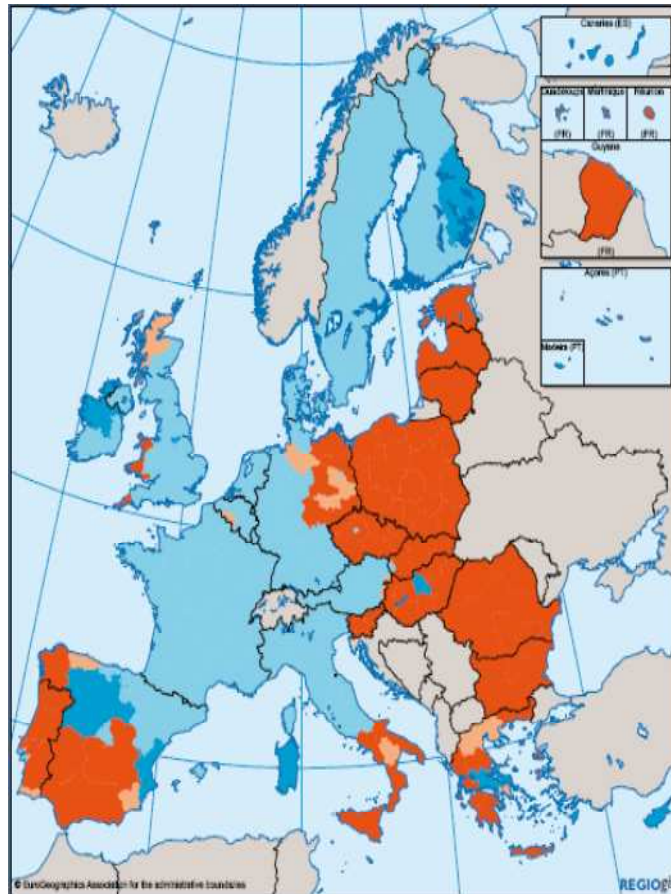 Canarias (ES)
Guadeloupe Martinique Réunion
(FR) (FR) (FR)
Guyane
(FR)
Açores (PT)
Madeira (PT)
© EuroGeographics Association for the administrative boundaries